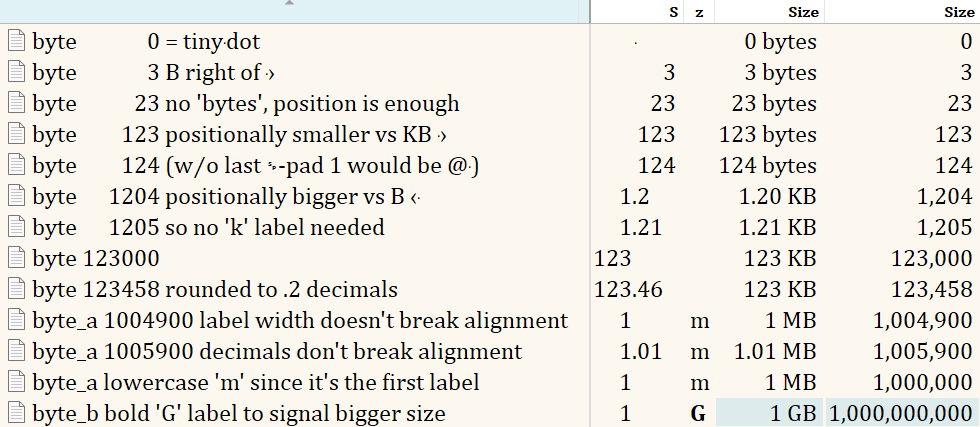 S z Size Size
byte 0 = tiny·dot · 0 bytes 0
byte 3 B right of ·› 3 3 bytes 3
byte 23 no 'bytes', position is enough 23 23 bytes 23
byte 123 positionally smaller vs KB ·› 123 123 bytes 123
byte 124 (w/o last -pad 1 would be @·) 124 124 bytes 124
byte 1204 positionally bigger vs B ‹· 1.2 1.20 KB 1,204
byte 1205 so no 'k' label needed 1.21 1.21 KB 1,205
byte 123000 123 123 KB 123,000
byte 123458 rounded to .2 decimals 123.46 123 KB 123,458
byte_a 1004900 label width doesn't break alignment 1 m 1 MB 1,004,900
byte_a 1005900 decimals don't break alignment 1.01 m 1.01 MB 1,005,900
byte_a lowercase 'm' since it's the first label 1 m 1 MB 1,000,000
byte_b bold 'G' label to signal bigger size 1 G 1 GB 1,000,000,000